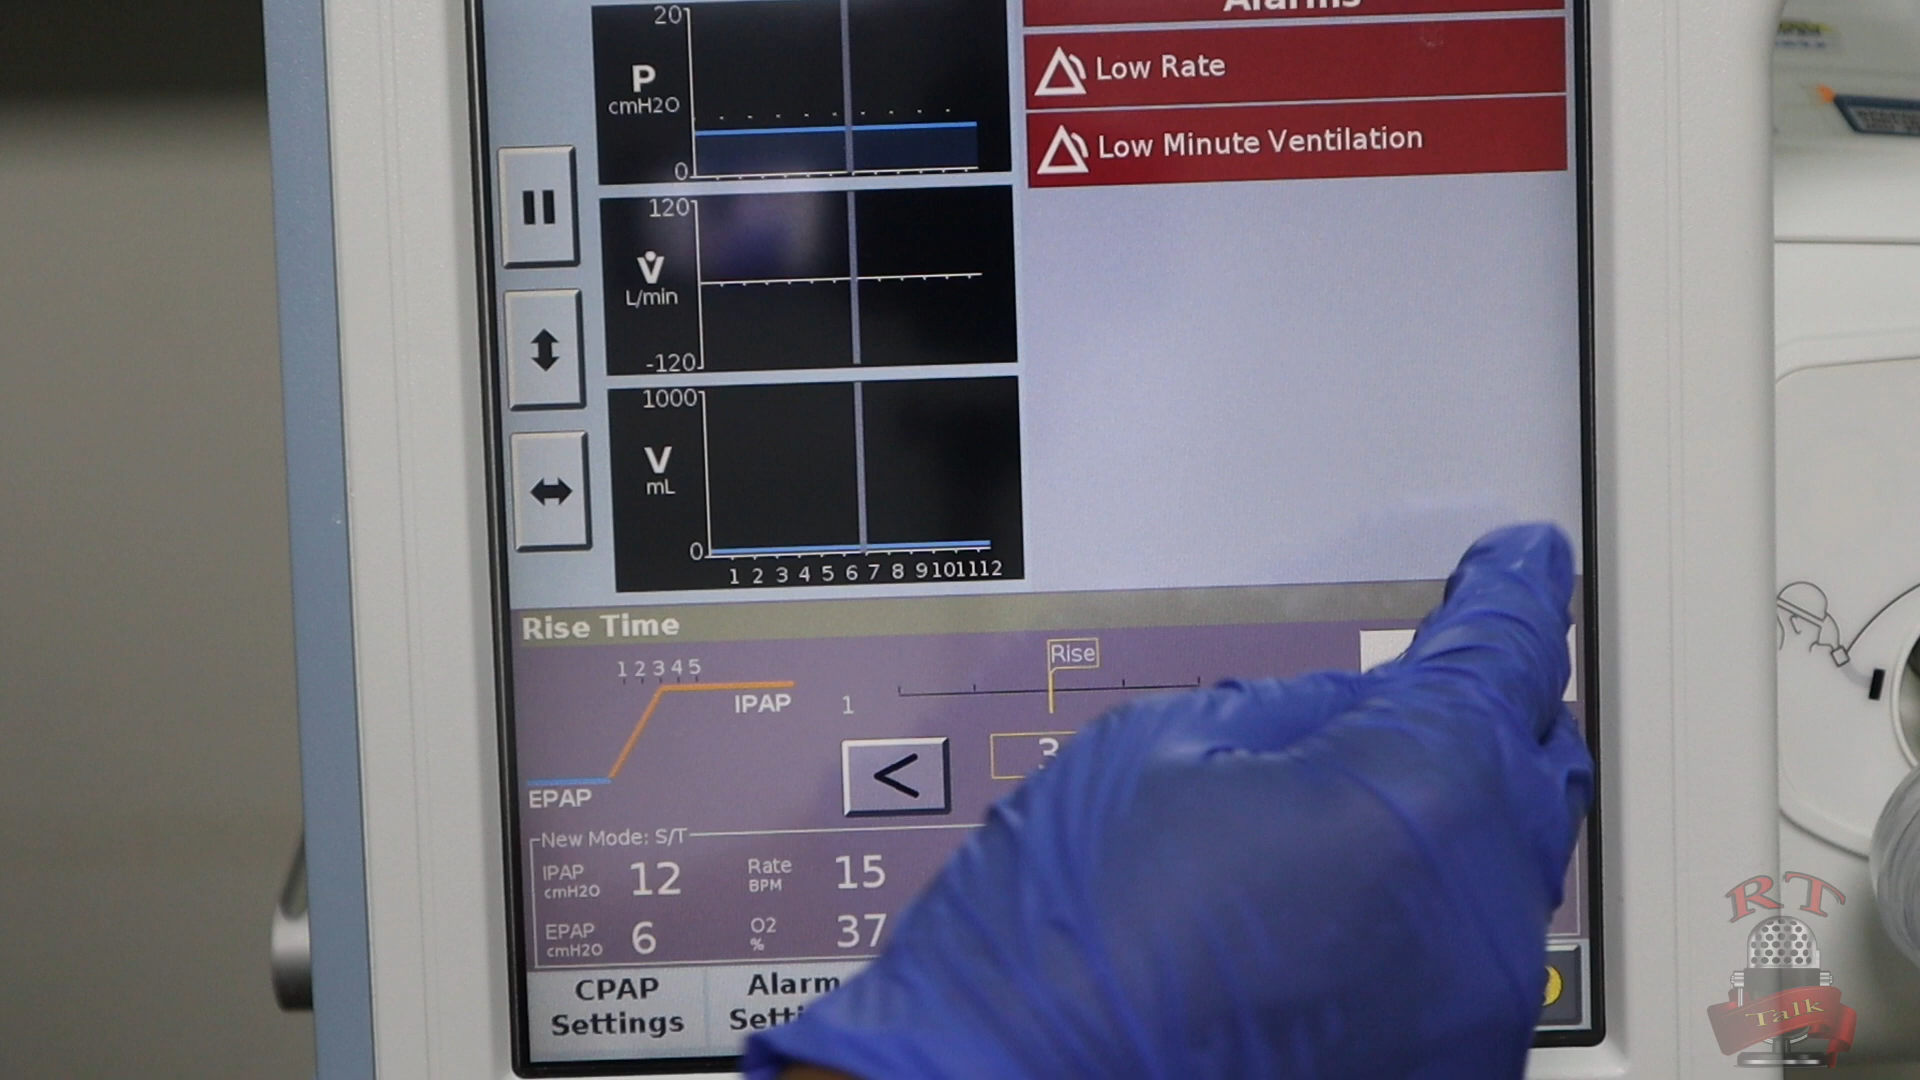 Alarms
20
P
cmH2O
0
Low Rate
Low Minute Ventilation
120
V̇
L/min
-120
1000
V
mL
0
1 2 3 4 5 6 7 8 9 10 11 12
Rise Time
1 2 3 4 5
IPAP
EPAP
1
Rise
<
3
New Mode: S/T
IPAP
cmH2O
12
Rate
BPM
15
EPAP
cmH2O
6
O2
%
37
CPAP
Settings
Alarm
RT
Talk